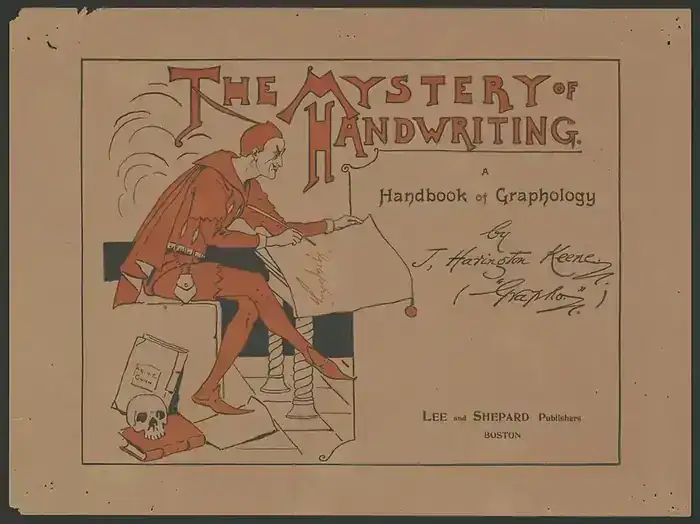 THE MYSTERY OF
HANDWRITING.
A
Handbook of Graphology
by
J. Harington Keene
("Grapho")
LEE and SHEPARD Publishers
BOSTON